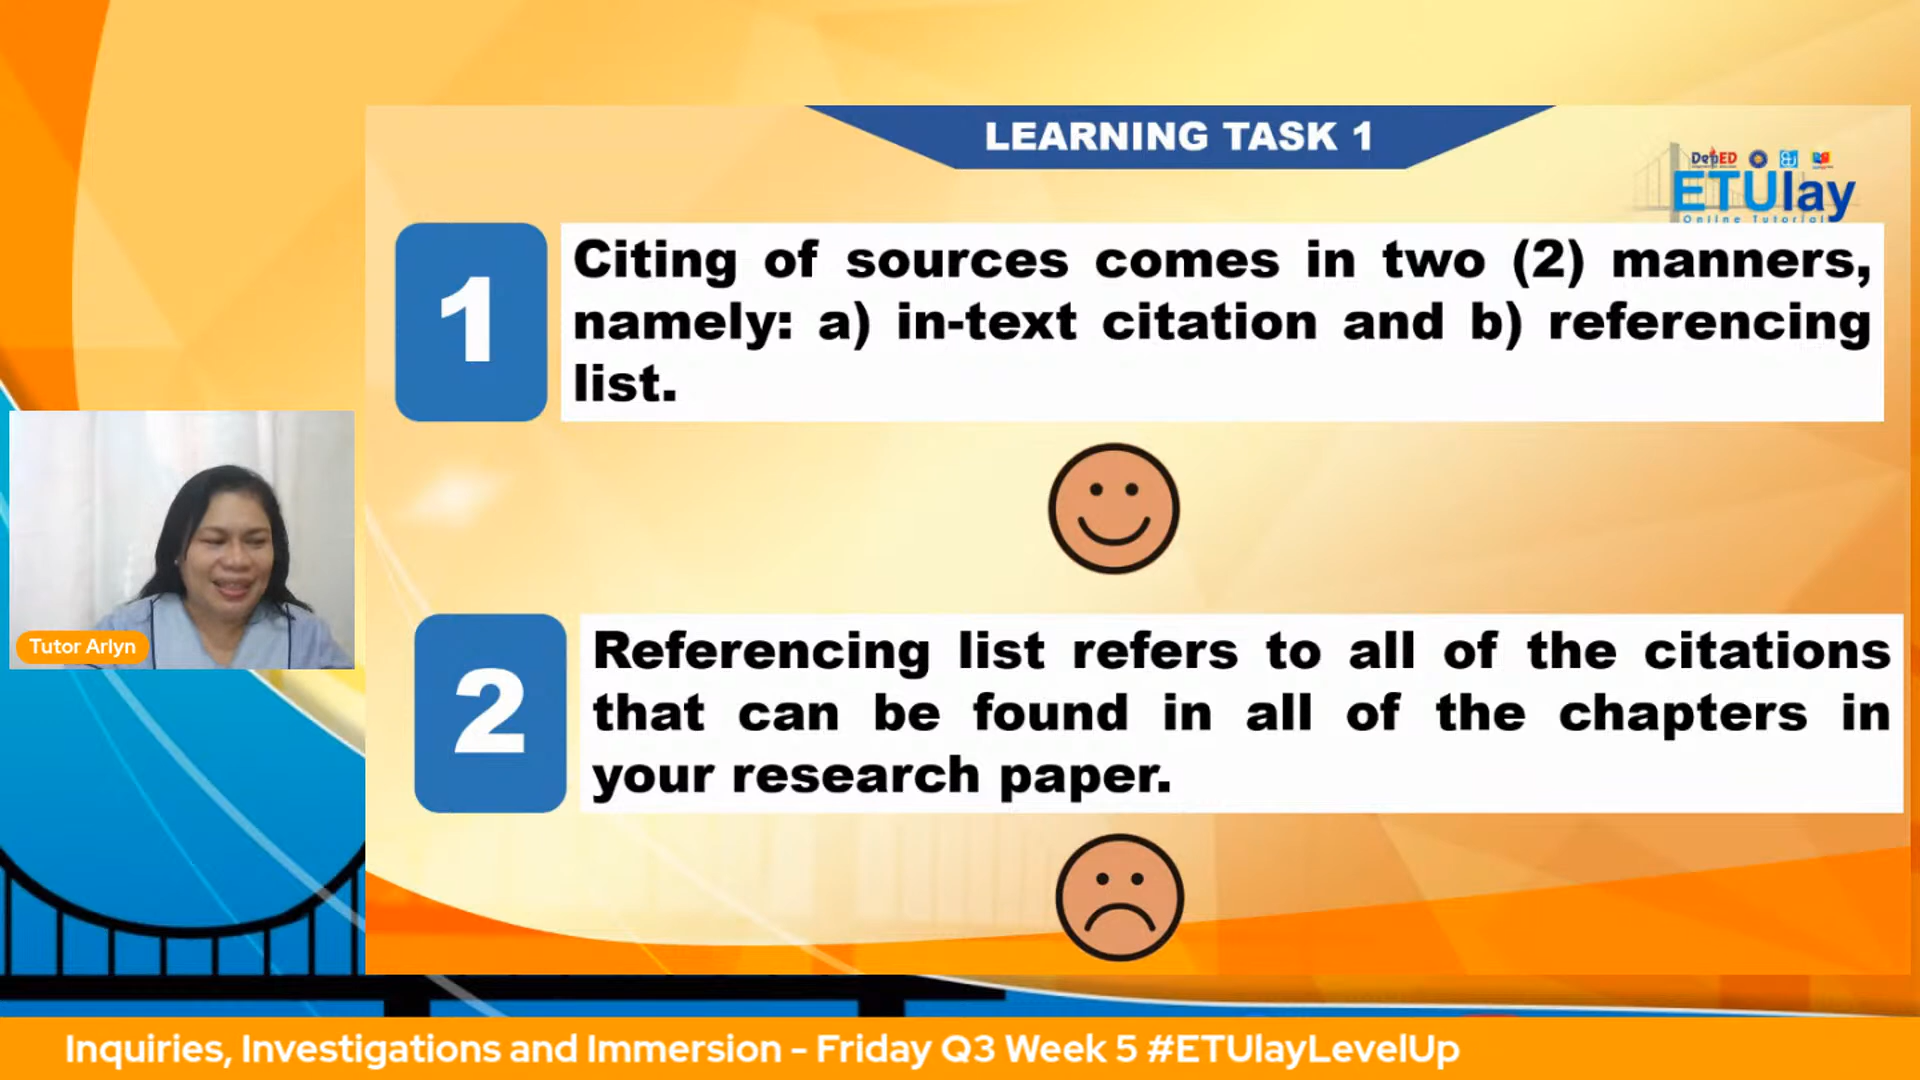 LEARNING TASK 1
DepED
ETUlay
Online Tutorial
1
Citing of sources comes in two (2) manners,
namely: a) in-text citation and b) referencing
list.
2
Referencing list refers to all of the citations
that can be found in all of the chapters in
your research paper.
Tutor Arlyn
Inquiries, Investigations and Immersion - Friday Q3 Week 5 #ETUlayLevelUp